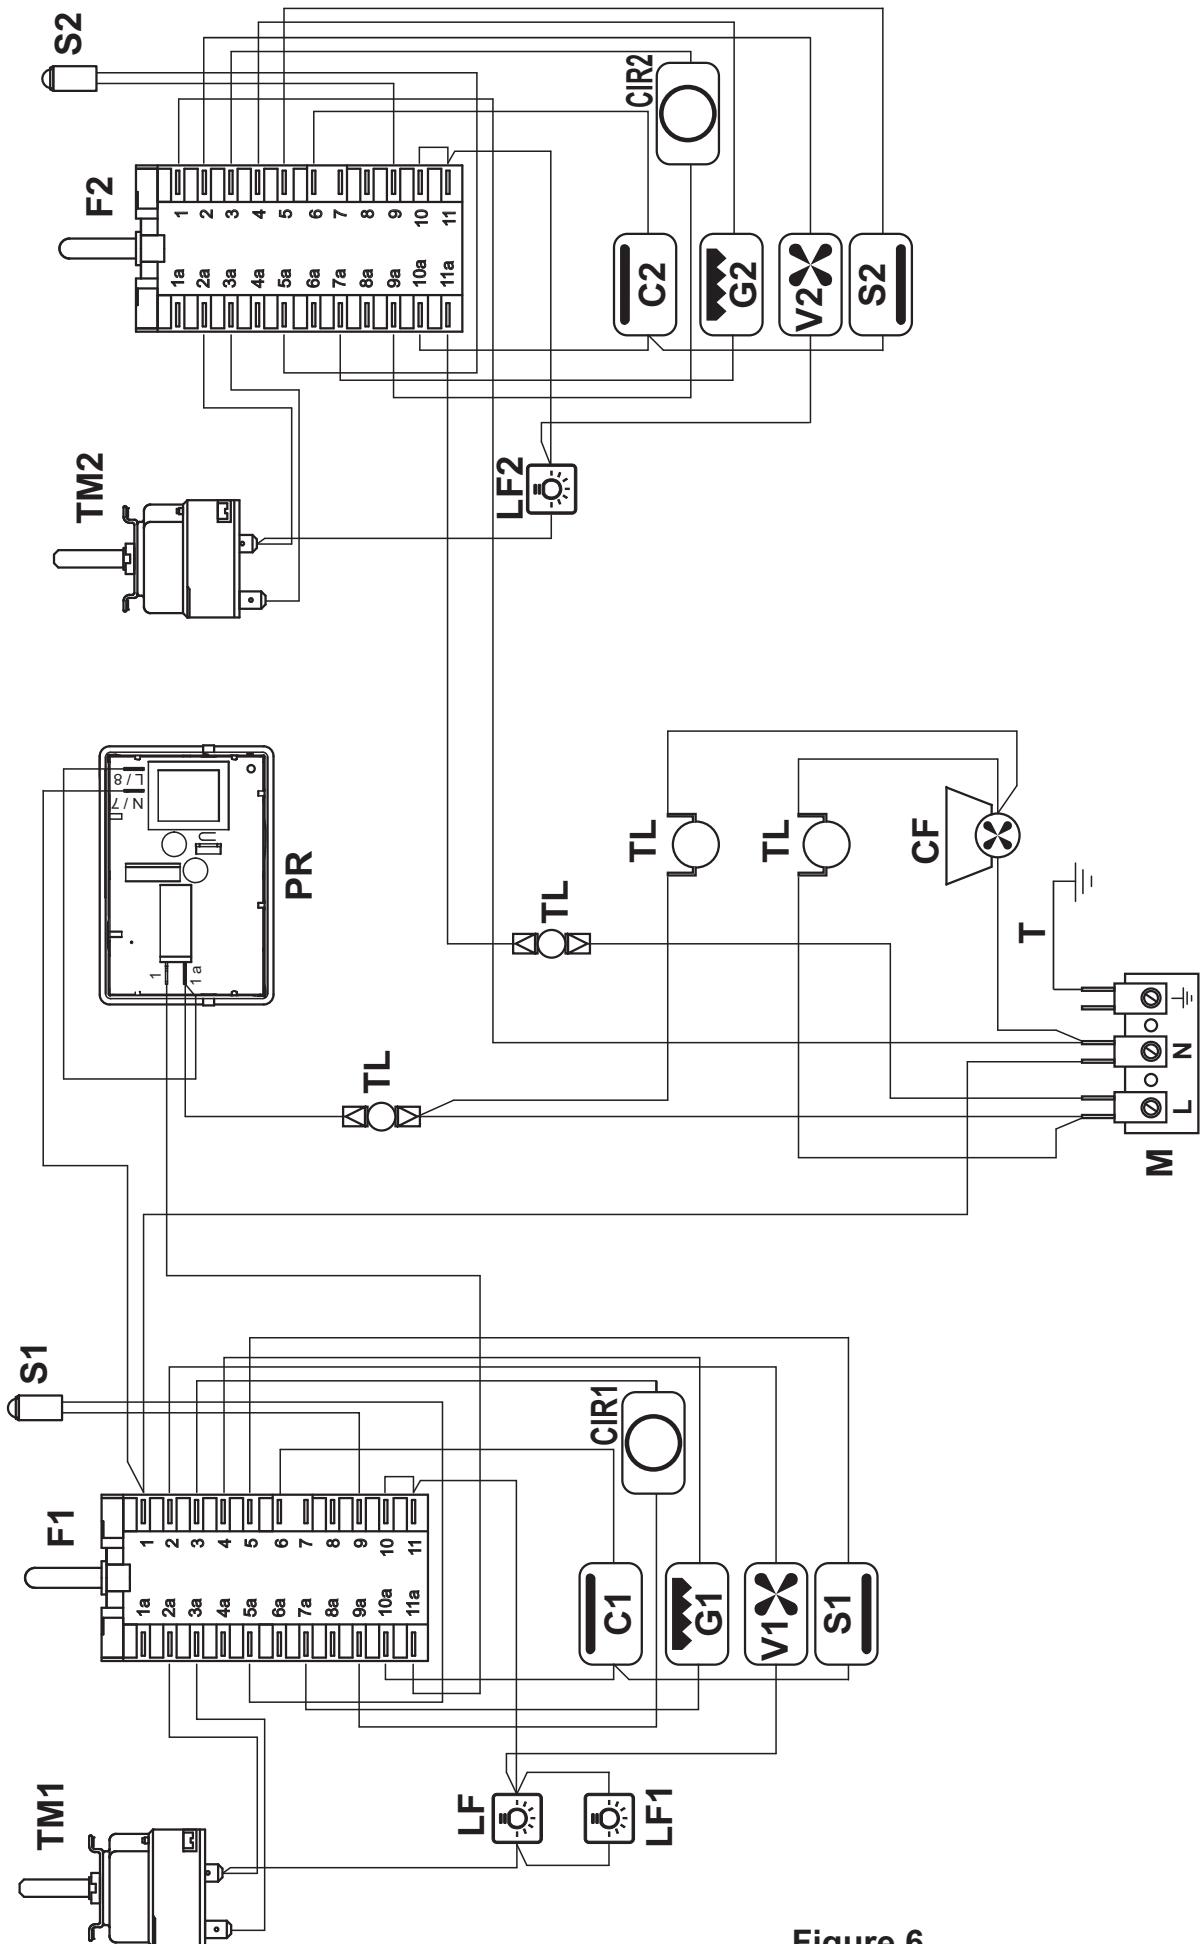 S2
F2
CIR2
1
2
3
4
5
6
7
8
9
10
11
1a
2a
3a
4a
5a
6a
7a
8a
9a
10a
11a
C2
G2
V2
S2
TM2
LF2
L / 8
N / 7
PR
1
1 a
TL
TL
TL
TL
CF
T
N
L
M
S1
F1
CIR1
1
2
3
4
5
6
7
8
9
10
11
1a
2a
3a
4a
5a
6a
7a
8a
9a
10a
11a
C1
G1
V1
S1
TM1
LF
LF1
Figure 6